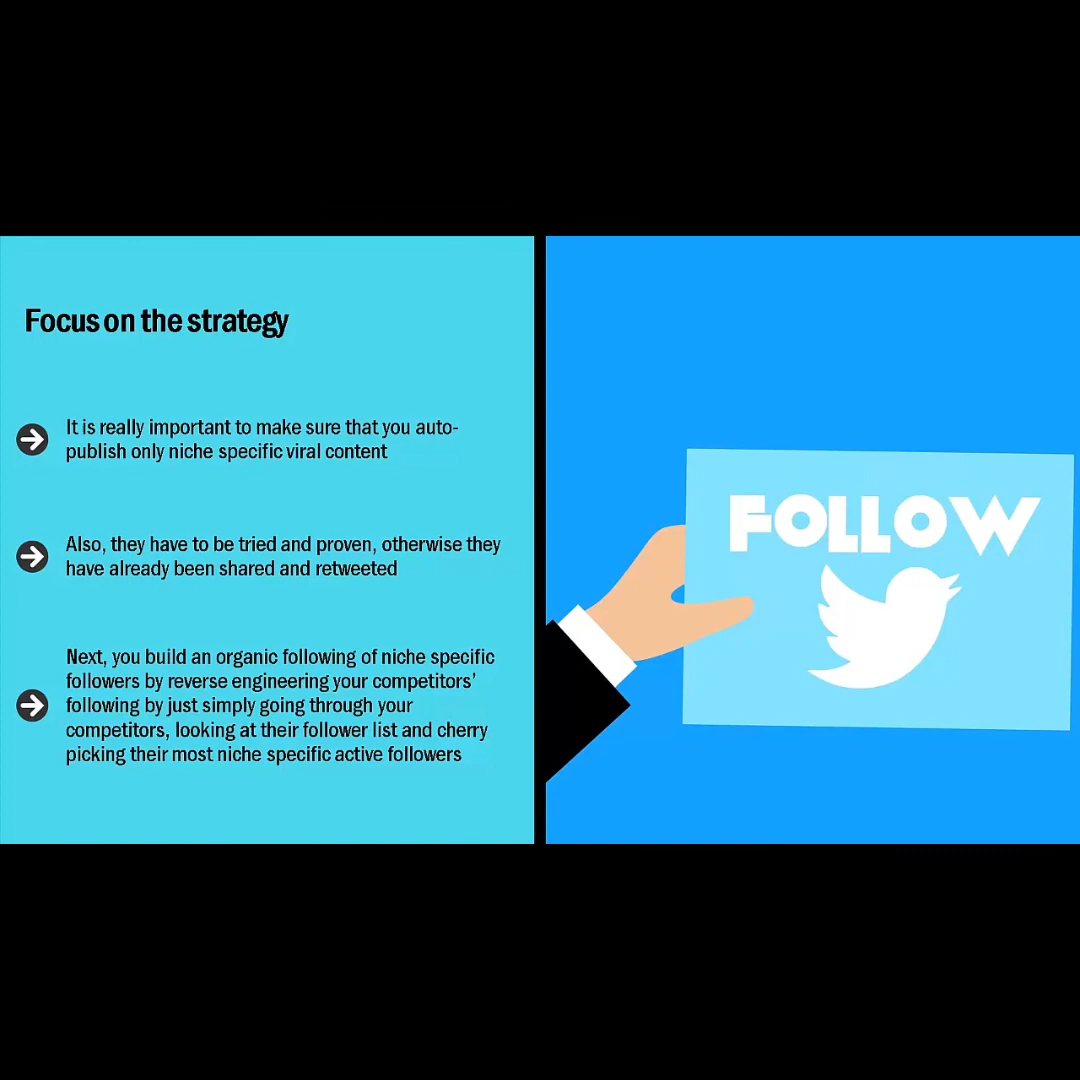 Focus on the strategy
It is really important to make sure that you auto-
publish only niche specific viral content
Also, they have to be tried and proven, otherwise they
have already been shared and retweeted
Next, you build an organic following of niche specific
followers by reverse engineering your competitors’
following by just simply going through your
competitors, looking at their follower list and cherry
picking their most niche specific active followers
FOLLOW